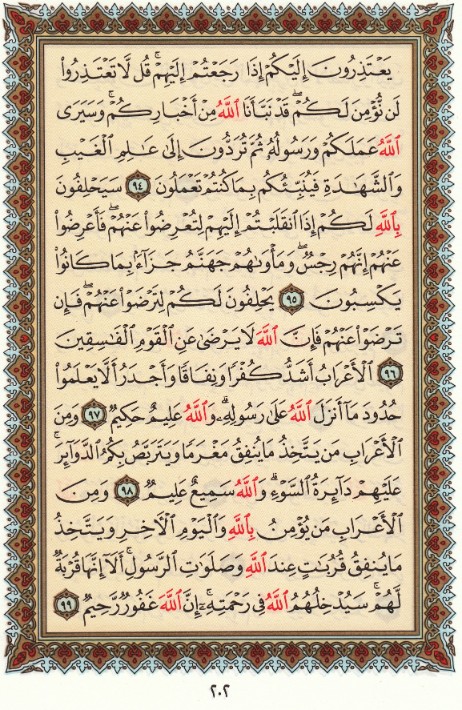 يَعْتَذِرُونَ إِلَيْكُمْ إِذَا رَجَعْتُمْ إِلَيْهِمْ ۚ قُل لَّا تَعْتَذِرُوا۟
لَن نُّؤْمِنَ لَكُمْ ۖ قَدْ نَبَّأَنَا ٱللَّهُ مِنْ أَخْبَارِكُمْ ۚ وَسَيَرَى
ٱللَّهُ عَمَلَكُمْ وَرَسُولُهُۥ ثُمَّ تُرَدُّونَ إِلَىٰ عَـٰلِمِ ٱلْغَيْبِ
وَٱلشَّهَـٰدَةِ فَيُنَبِّئُكُم بِمَا كُنتُمْ تَعْمَلُونَ ٩٤ سَيَحْلِفُونَ
بِٱللَّهِ لَكُمْ إِذَا ٱنقَلَبْتُمْ إِلَيْهِمْ لِتُعْرِضُوا۟ عَنْهُمْ ۖ فَأَعْرِضُوا۟
عَنْهُمْ ۖ إِنَّهُمْ رِجْسٌ ۖ وَمَأْوَىٰهُمْ جَهَنَّمُ جَزَآءًۢ بِمَا كَانُوا۟
يَكْسِبُونَ ٩٥ يَحْلِفُونَ لَكُمْ لِتَرْضَوْا۟ عَنْهُمْ ۖ فَإِن
تَرْضَوْا۟ عَنْهُمْ فَإِنَّ ٱللَّهَ لَا يَرْضَىٰ عَنِ ٱلْقَوْمِ ٱلْفَـٰسِقِينَ
٩٦ ٱلْأَعْرَابُ أَشَدُّ كُفْرًا وَنِفَاقًا وَأَجْدَرُ أَلَّا يَعْلَمُوا۟
حُدُودَ مَآ أَنزَلَ ٱللَّهُ عَلَىٰ رَسُولِهِۦ ۗ وَٱللَّهُ عَلِيمٌ حَكِيمٌ ٩٧ وَمِنَ
ٱلْأَعْرَابِ مَن يَتَّخِذُ مَا يُنفِقُ مَغْرَمًا وَيَتَرَبَّصُ بِكُمُ ٱلدَّوَآئِرَ ۚ
عَلَيْهِمْ دَآئِرَةُ ٱلسَّوْءِ ۗ وَٱللَّهُ سَمِيعٌ عَلِيمٌ ٩٨ وَمِنَ
ٱلْأَعْرَابِ مَن يُؤْمِنُ بِٱللَّهِ وَٱلْيَوْمِ ٱلْـَٔاخِرِ وَيَتَّخِذُ
مَا يُنفِقُ قُرُبَـٰتٍ عِندَ ٱللَّهِ وَصَلَوَٰتِ ٱلرَّسُولِ ۚ أَلَآ إِنَّهَا قُرْبَةٌ
لَّهُمْ ۚ سَيُدْخِلُهُمُ ٱللَّهُ فِى رَحْمَتِهِۦٓ ۗ إِنَّ ٱللَّهَ غَفُورٌ رَّحِيمٌ ٩٩
٢٠٢